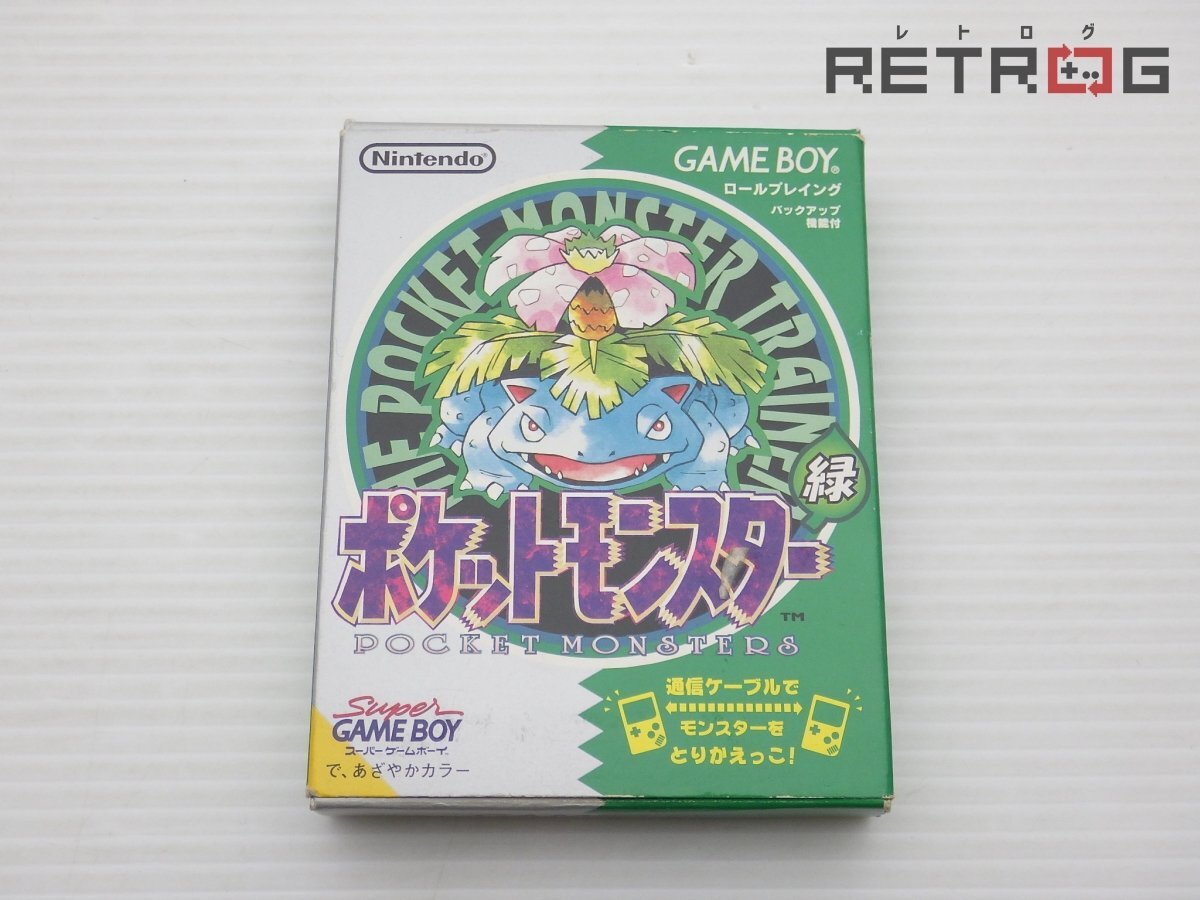 レトログ
RETROG
Nintendo®
GAME BOY®
ロールプレイング
バックアップ
機能付
THE POCKET MONSTER TRAINER
緑
ポケットモンスター
TM
POCKET MONSTERS
通信ケーブルで
モンスターを
とりかえっこ!
Super
GAME BOY
スーパーゲームボーイ™
で、あざやかカラー